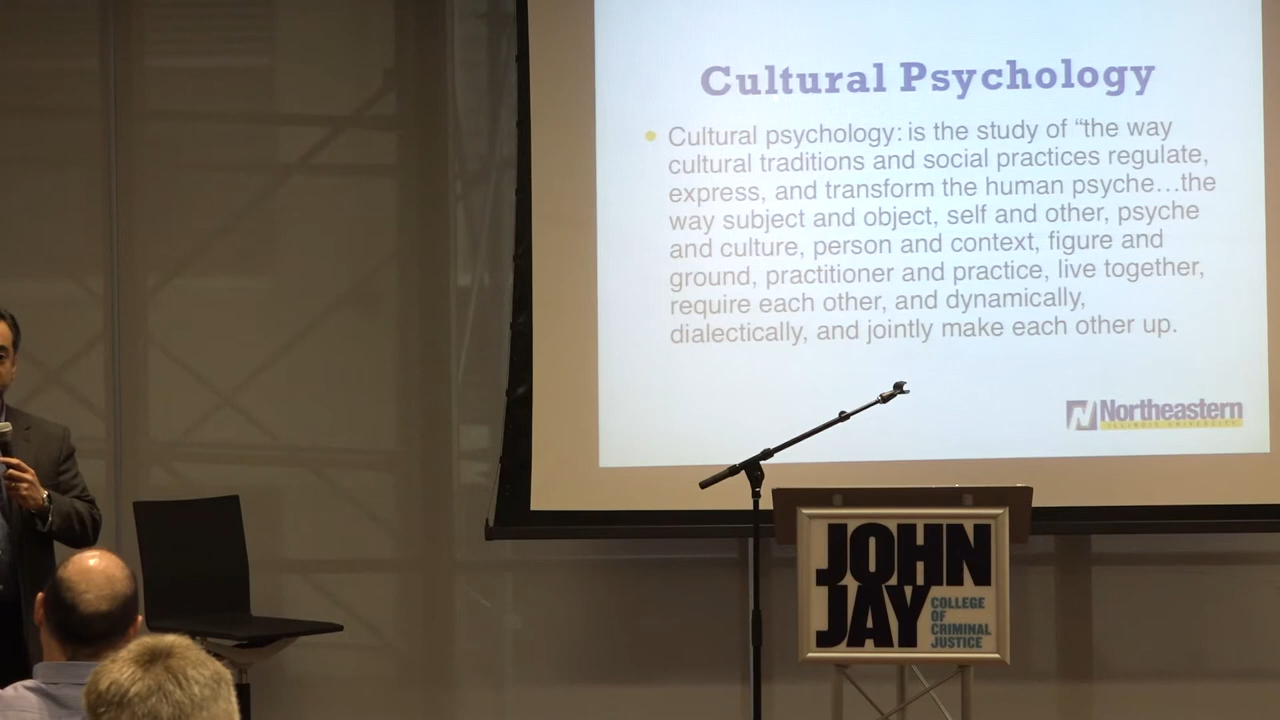 Cultural Psychology
Cultural psychology: is the study of “the way
cultural traditions and social practices regulate,
express, and transform the human psyche…the
way subject and object, self and other, psyche
and culture, person and context, figure and
ground, practitioner and practice, live together,
require each other, and dynamically,
dialectically, and jointly make each other up.
Northeastern
ILLINOIS UNIVERSITY
JOHN
JAY
COLLEGE
OF
CRIMINAL
JUSTICE